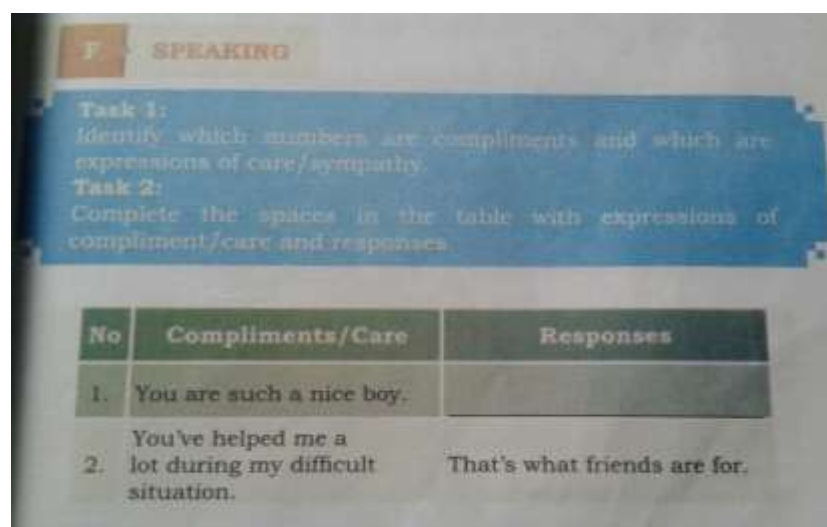 F SPEAKING
Task 1:
Identify which numbers are compliments and which are
expressions of care/sympathy.
Task 2:
Complete the spaces in the table with expressions of
compliment/care and responses.
No Compliments/Care Responses
1. You are such a nice boy.
You've helped me a
2. lot during my difficult That's what friends are for.
situation.